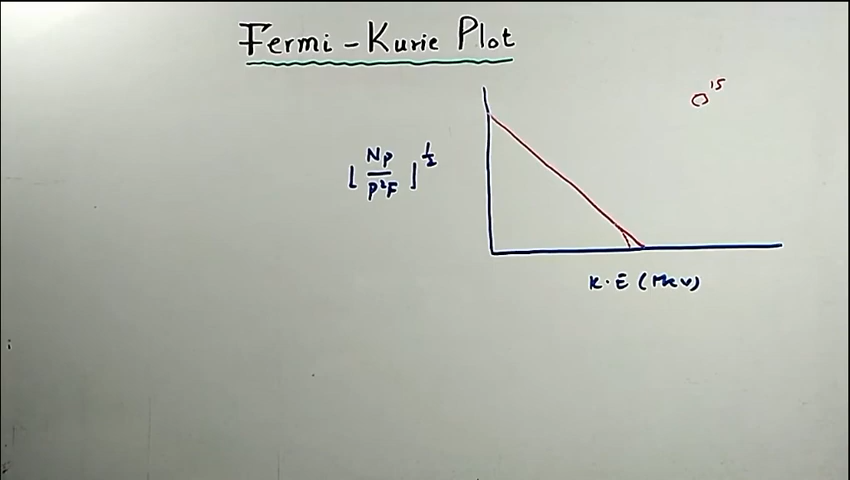 Fermi - Kurie Plot
O¹⁵
[Np/p²F]^½
K.E (MeV)